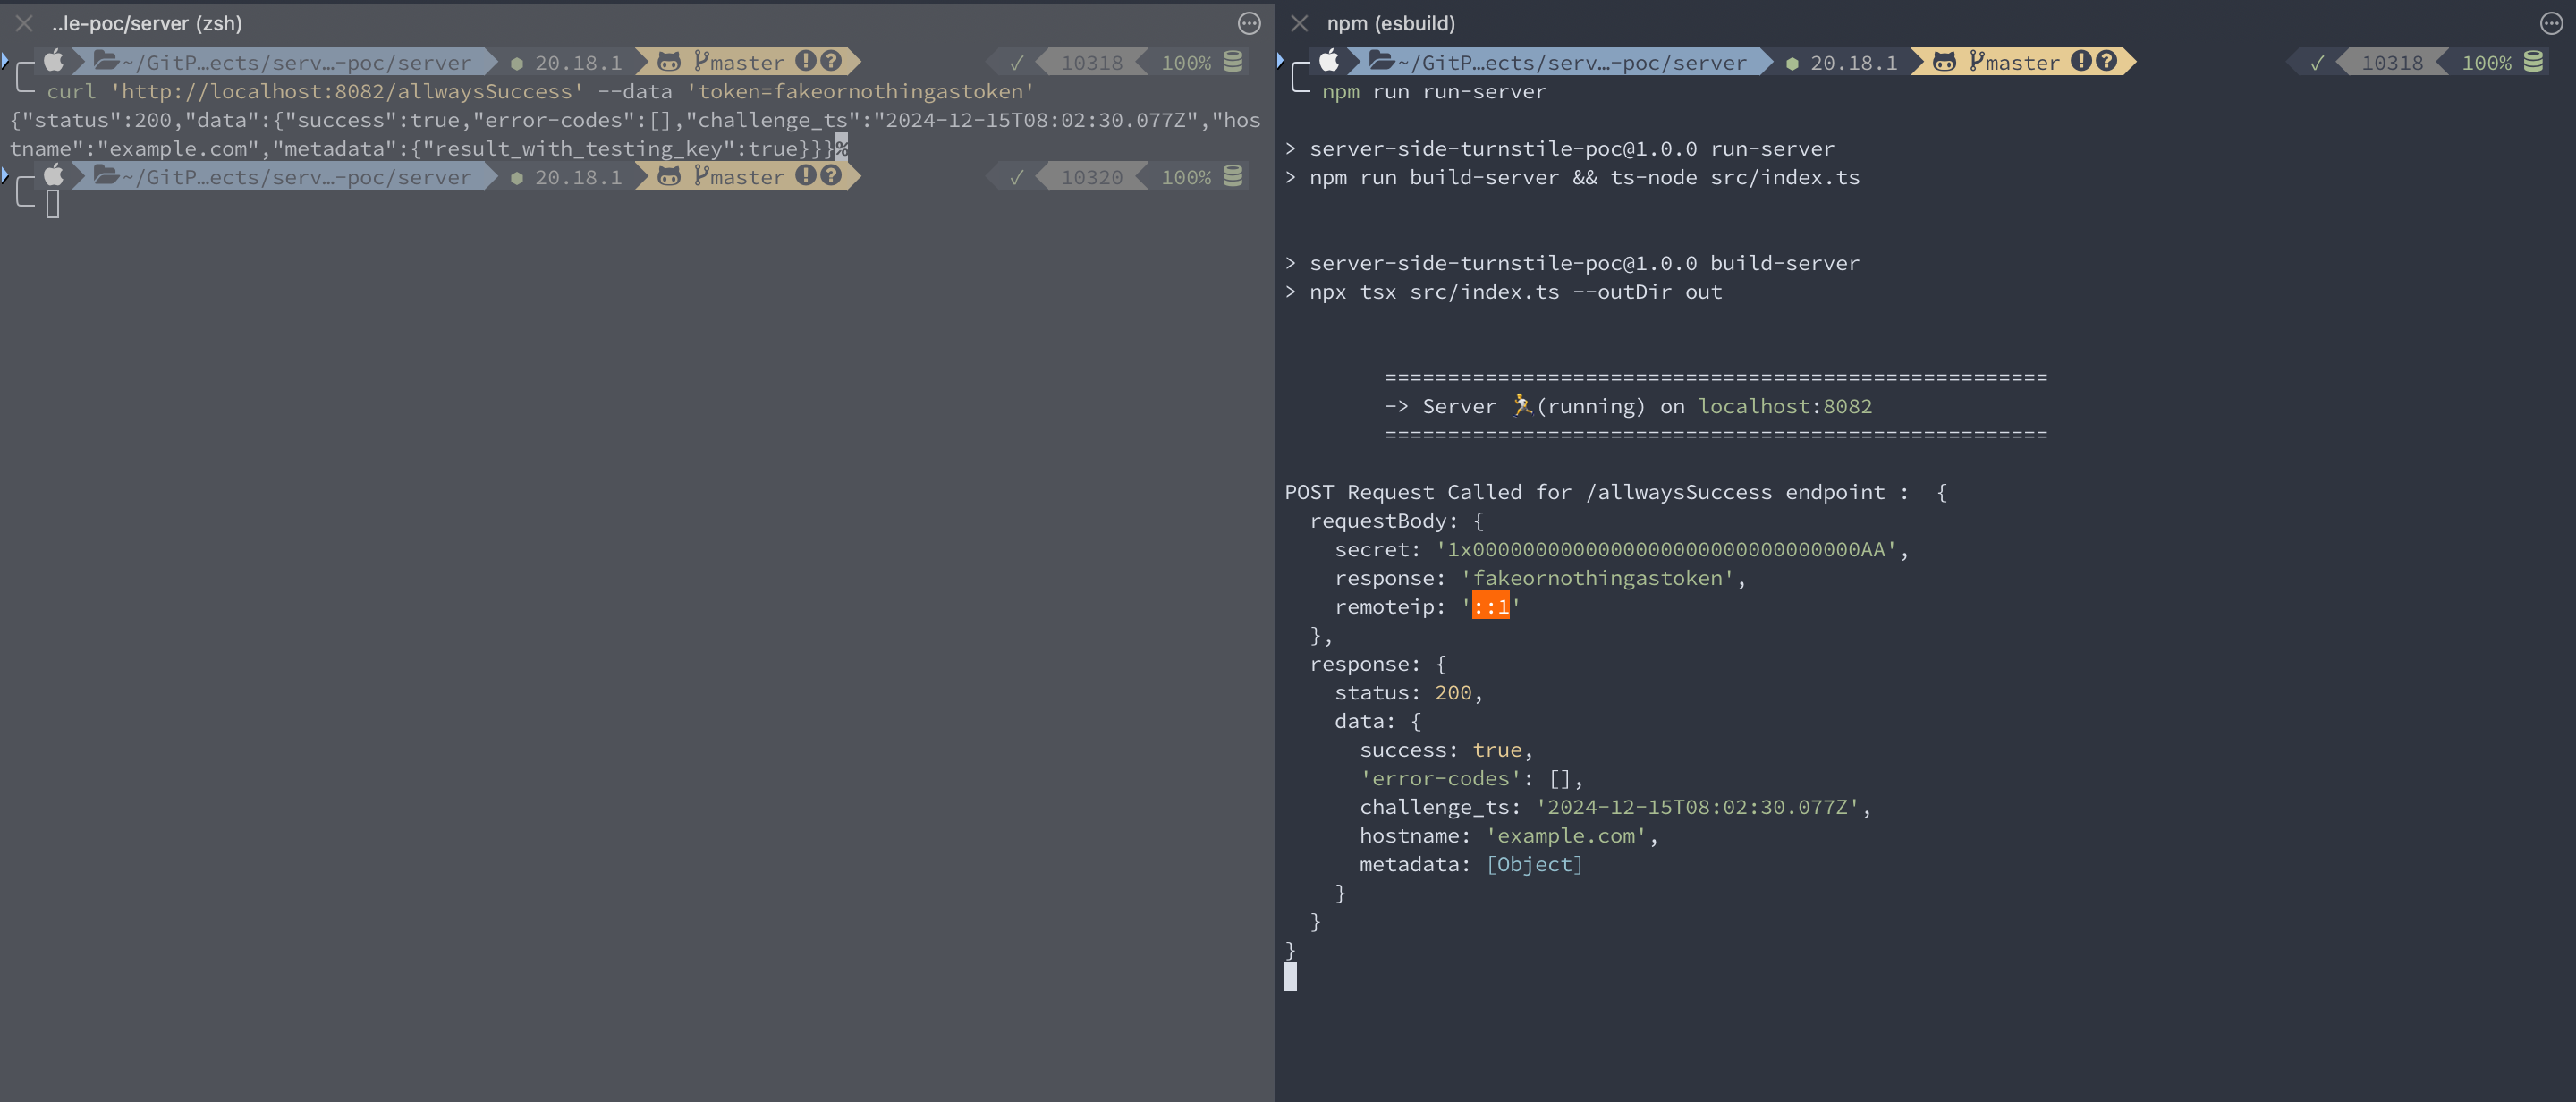 ..le-poc/server (zsh)
~/GitP…ects/serv…-poc/server 20.18.1 master ✓ 10318 100%
curl 'http://localhost:8082/allwaysSuccess' --data 'token=fakeornothingastoken'
{"status":200,"data":{"success":true,"error-codes":[],"challenge_ts":"2024-12-15T08:02:30.077Z","hos
tname":"example.com","metadata":{"result_with_testing_key":true}}}%
~/GitP…ects/serv…-poc/server 20.18.1 master ✓ 10320 100%
npm (esbuild)
~/GitP…ects/serv…-poc/server 20.18.1 master ✓ 10318 100%
npm run run-server
> server-side-turnstile-poc@1.0.0 run-server
> npm run build-server && ts-node src/index.ts
> server-side-turnstile-poc@1.0.0 build-server
> npx tsx src/index.ts --outDir out
=====================================================
-> Server 🏃(running) on localhost:8082
=====================================================
POST Request Called for /allwaysSuccess endpoint :  {
requestBody: {
secret: '1x0000000000000000000000000000000AA',
response: 'fakeornothingastoken',
remoteip: '::1'
},
response: {
status: 200,
data: {
success: true,
'error-codes': [],
challenge_ts: '2024-12-15T08:02:30.077Z',
hostname: 'example.com',
metadata: [Object]
}
}
}